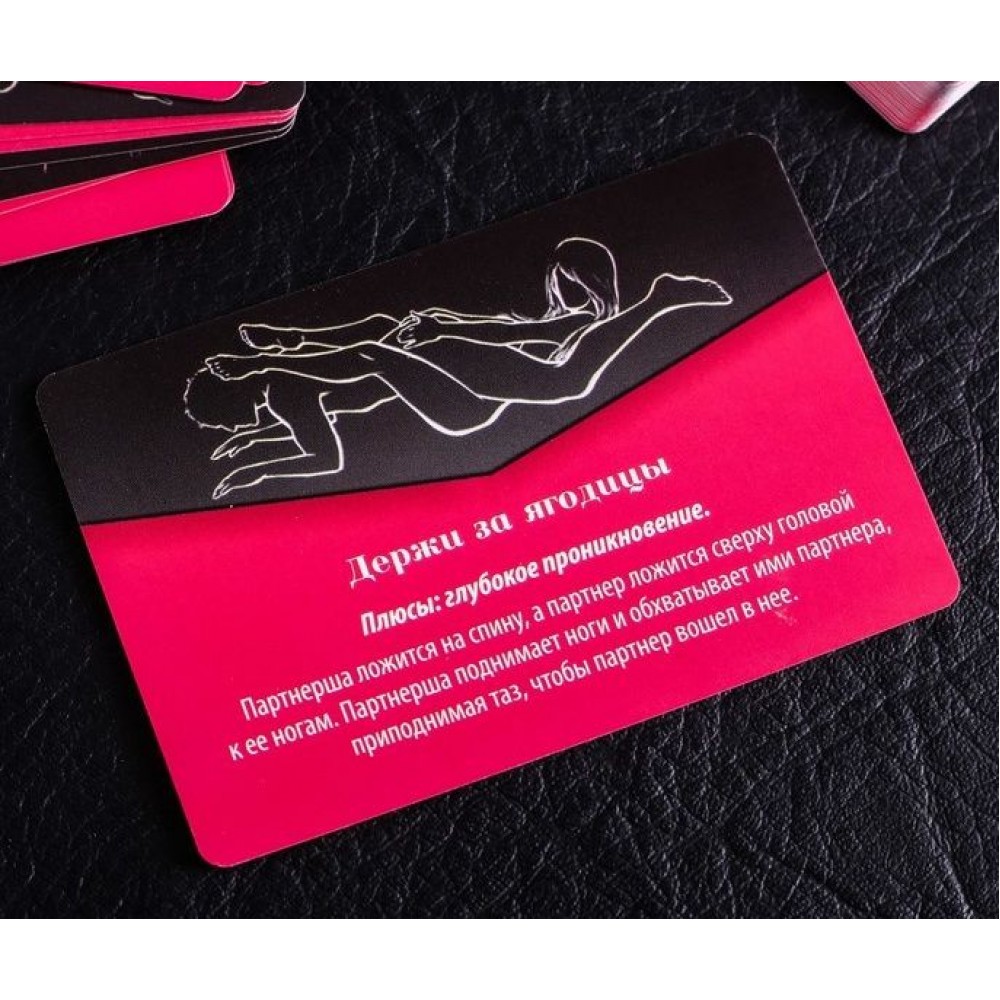 Держи за ягодицы
Плюсы: глубокое проникновение.
Партнерша ложится на спину, а партнер ложится сверху головой
к ее ногам. Партнерша поднимает ноги и обхватывает ими партнера,
приподнимая таз, чтобы партнер вошел в нее.